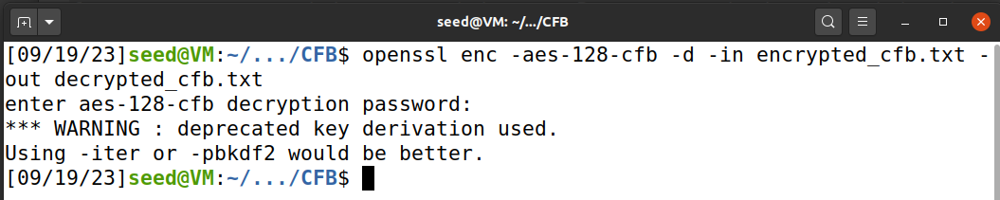 seed@VM: ~/.../CFB
[09/19/23]seed@VM:~/.../CFB$ openssl enc -aes-128-cfb -d -in encrypted_cfb.txt -
out decrypted_cfb.txt
enter aes-128-cfb decryption password:
*** WARNING : deprecated key derivation used.
Using -iter or -pbkdf2 would be better.
[09/19/23]seed@VM:~/.../CFB$